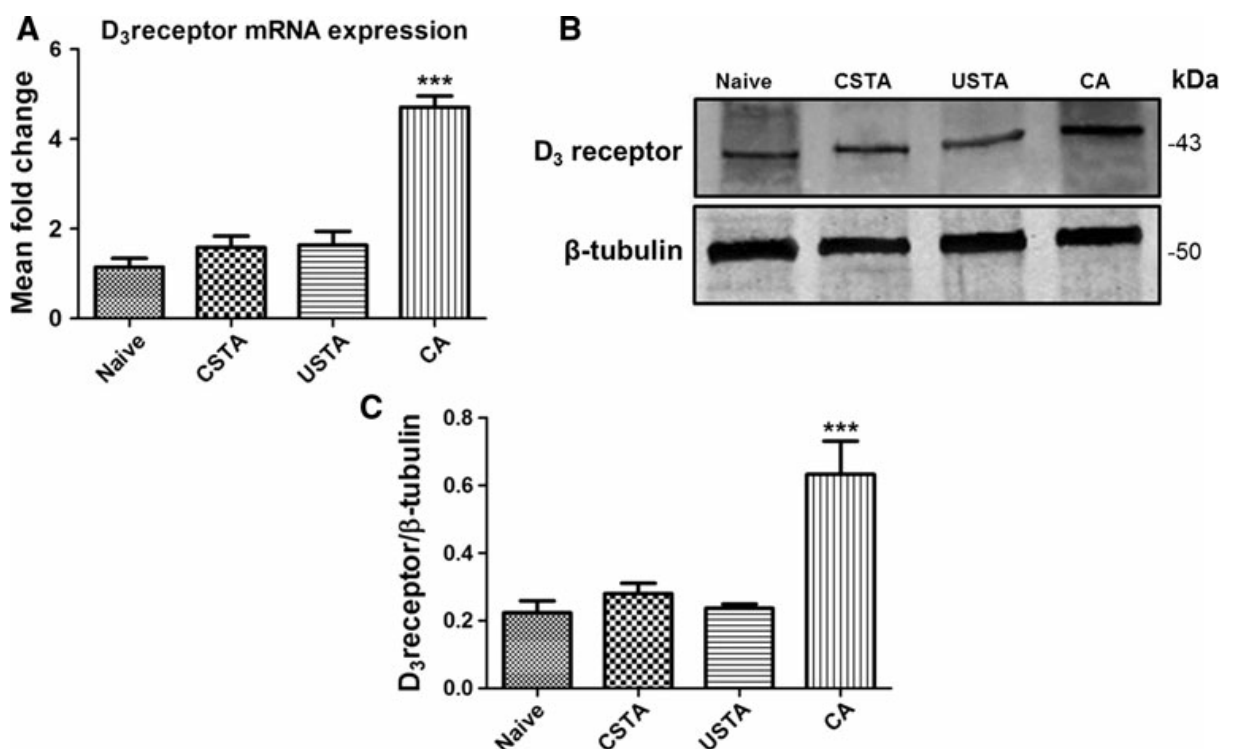 A
D₃receptor mRNA expression
Mean fold change
6
4
2
0
***
Naive
CSTA
USTA
CA
B
Naive CSTA USTA CA kDa
D₃ receptor
-43
β-tubulin
-50
C
D₃receptor/β-tubulin
0.8
0.6
0.4
0.2
0.0
***
Naive
CSTA
USTA
CA